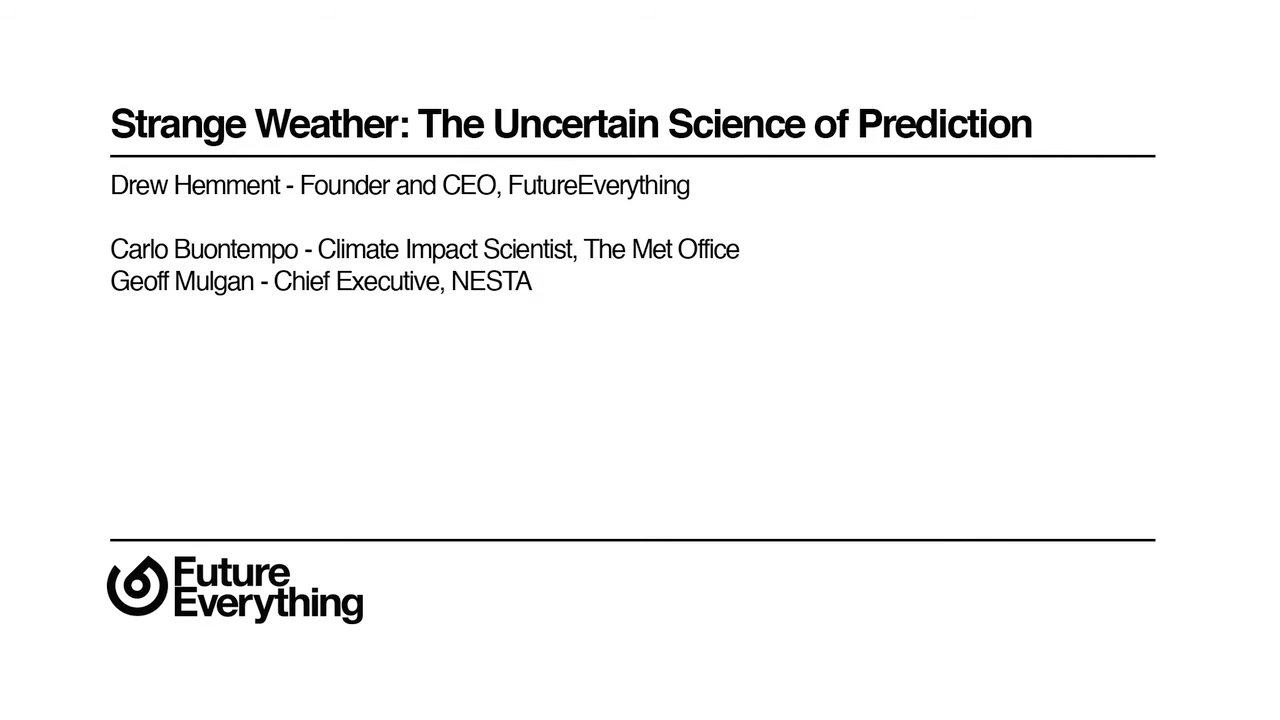 Strange Weather: The Uncertain Science of Prediction
Drew Hemment - Founder and CEO, FutureEverything
Carlo Buontempo - Climate Impact Scientist, The Met Office
Geoff Mulgan - Chief Executive, NESTA
Future
Everything